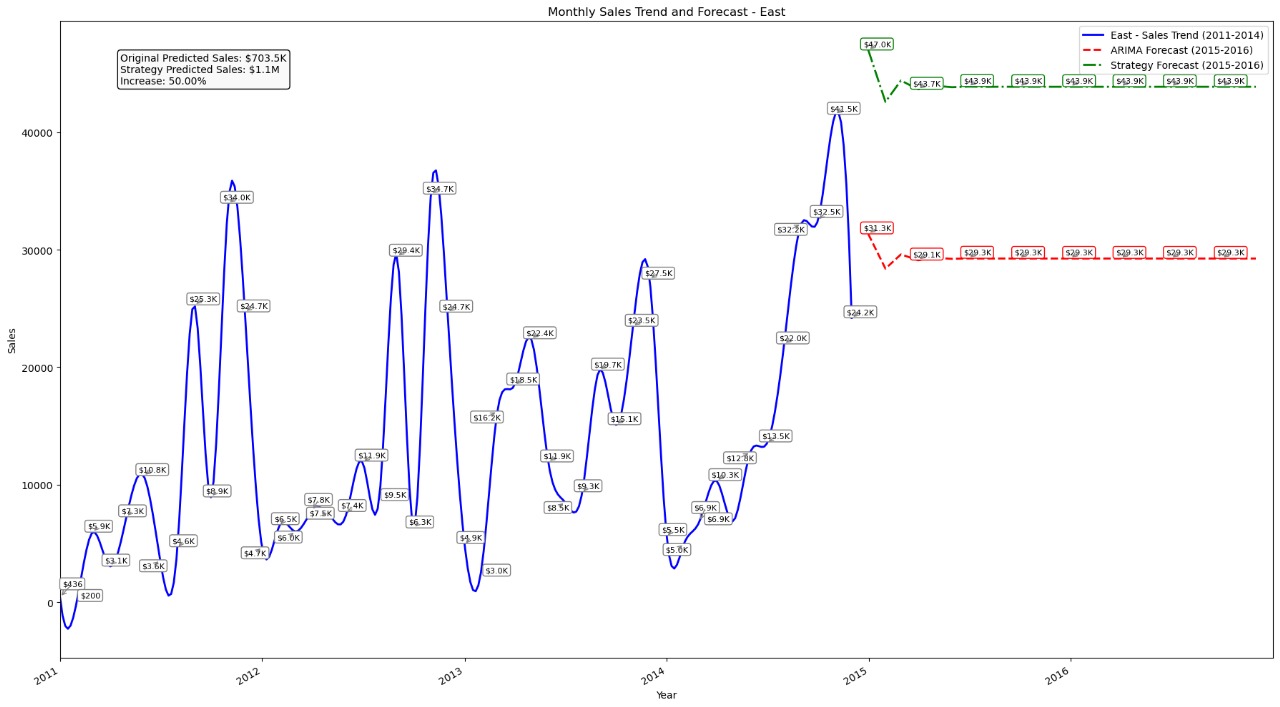 Monthly Sales Trend and Forecast - East
Original Predicted Sales: $703.5K
Strategy Predicted Sales: $1.1M
Increase: 50.00%
East - Sales Trend (2011-2014)
ARIMA Forecast (2015-2016)
Strategy Forecast (2015-2016)
Sales
40000
30000
20000
10000
0
$436
$200
$5.9K
$3.1K
$7.3K
$10.8K
$3.6K
$4.6K
$25.3K
$8.9K
$34.0K
$24.7K
$4.7K
$6.5K
$6.0K
$7.8K
$7.5K
$7.4K
$11.9K
$9.5K
$29.4K
$6.3K
$34.7K
$24.7K
$4.9K
$3.0K
$16.2K
$18.5K
$22.4K
$11.9K
$8.5K
$9.3K
$19.7K
$15.1K
$23.5K
$27.5K
$5.5K
$5.0K
$6.9K
$6.9K
$10.3K
$12.8K
$13.5K
$22.0K
$32.2K
$32.5K
$41.5K
$24.2K
$31.3K
$29.1K
$29.3K
$29.3K
$29.3K
$29.3K
$29.3K
$29.3K
$47.0K
$43.7K
$43.9K
$43.9K
$43.9K
$43.9K
$43.9K
$43.9K
2011
2012
2013
2014
2015
2016
Year